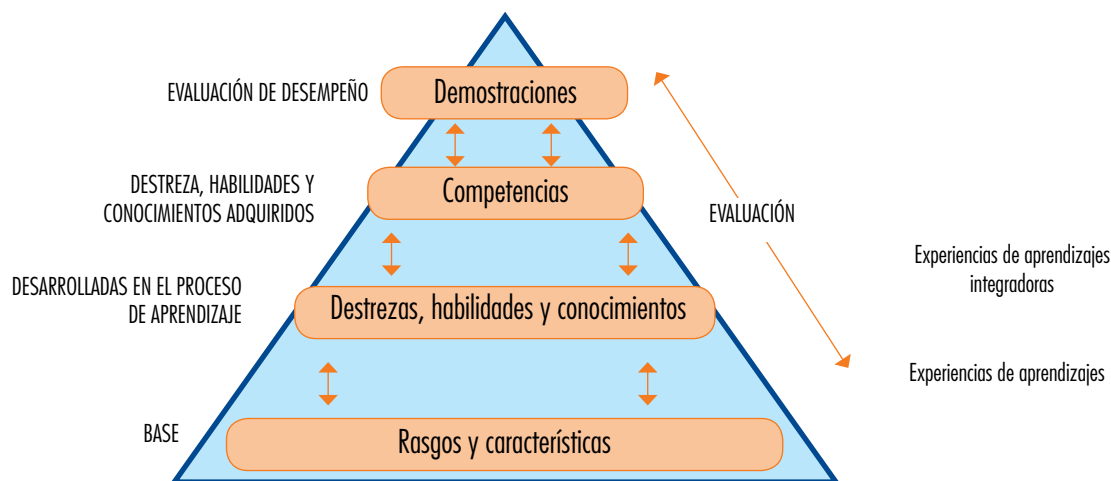 EVALUACIÓN DE DESEMPEÑO
Demostraciones
DESTREZA, HABILIDADES Y
CONOCIMIENTOS ADQUIRIDOS
Competencias
EVALUACIÓN
Experiencias de aprendizajes
integradoras
DESARROLLADAS EN EL PROCESO
DE APRENDIZAJE
Destrezas, habilidades y conocimientos
Experiencias de aprendizajes
BASE
Rasgos y características